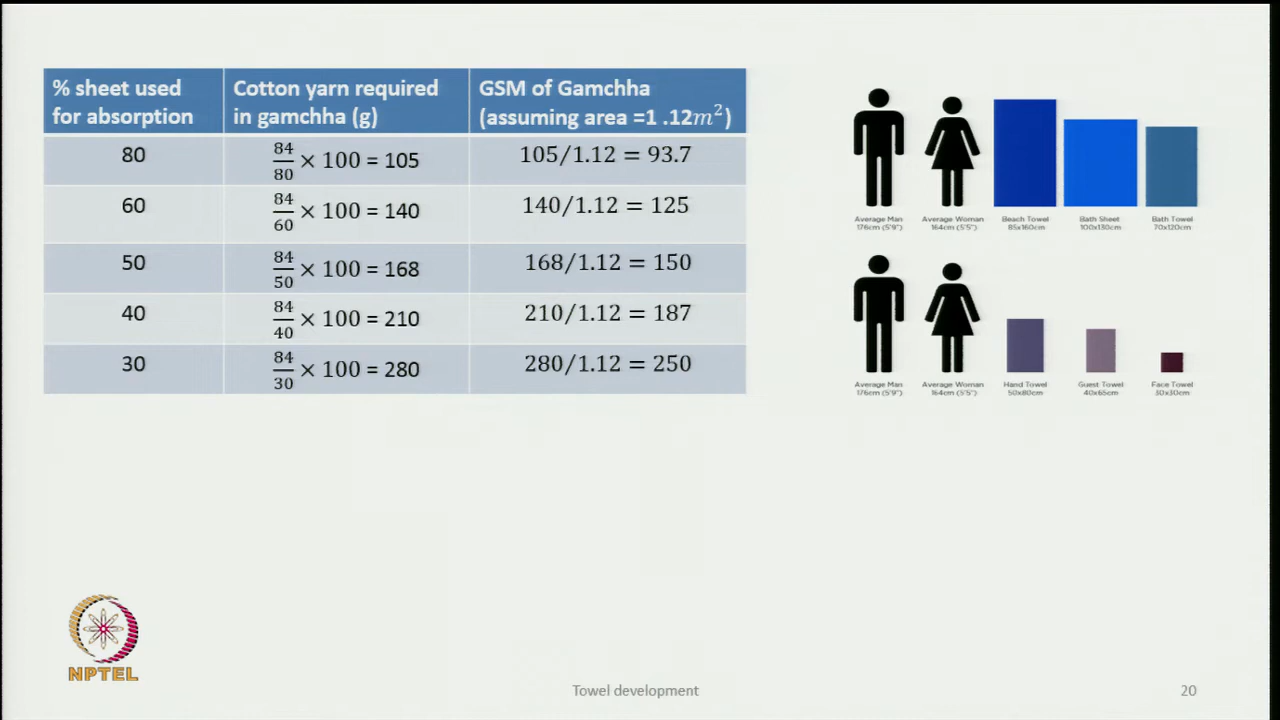 % sheet used for absorption
Cotton yarn required in gamchha (g)
GSM of Gamchha (assuming area =1 .12m²)
80
84/80 × 100 = 105
105/1.12 = 93.7
60
84/60 × 100 = 140
140/1.12 = 125
50
84/50 × 100 = 168
168/1.12 = 150
40
84/40 × 100 = 210
210/1.12 = 187
30
84/30 × 100 = 280
280/1.12 = 250
Average Man
176cm (5'9")
Average Woman
164cm (5'5")
Beach Towel
85x160cm
Bath Sheet
100x130cm
Bath Towel
70x120cm
Average Man
176cm (5'9")
Average Woman
164cm (5'5")
Hand Towel
50x80cm
Guest Towel
40x65cm
Face Towel
30x30cm
NPTEL
Towel development
20